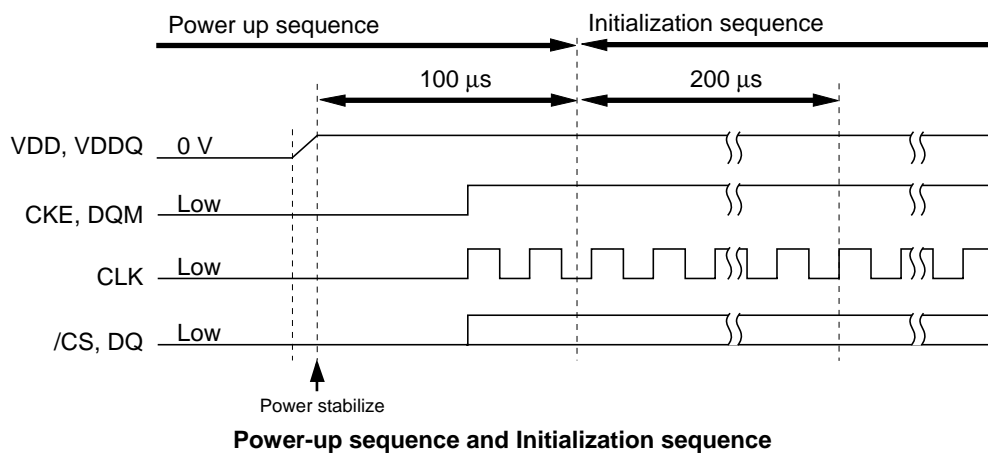 Power up sequence
Initialization sequence
100 μs
200 μs
VDD, VDDQ
0 V
CKE, DQM
Low
CLK
Low
/CS, DQ
Low
Power stabilize
Power-up sequence and Initialization sequence